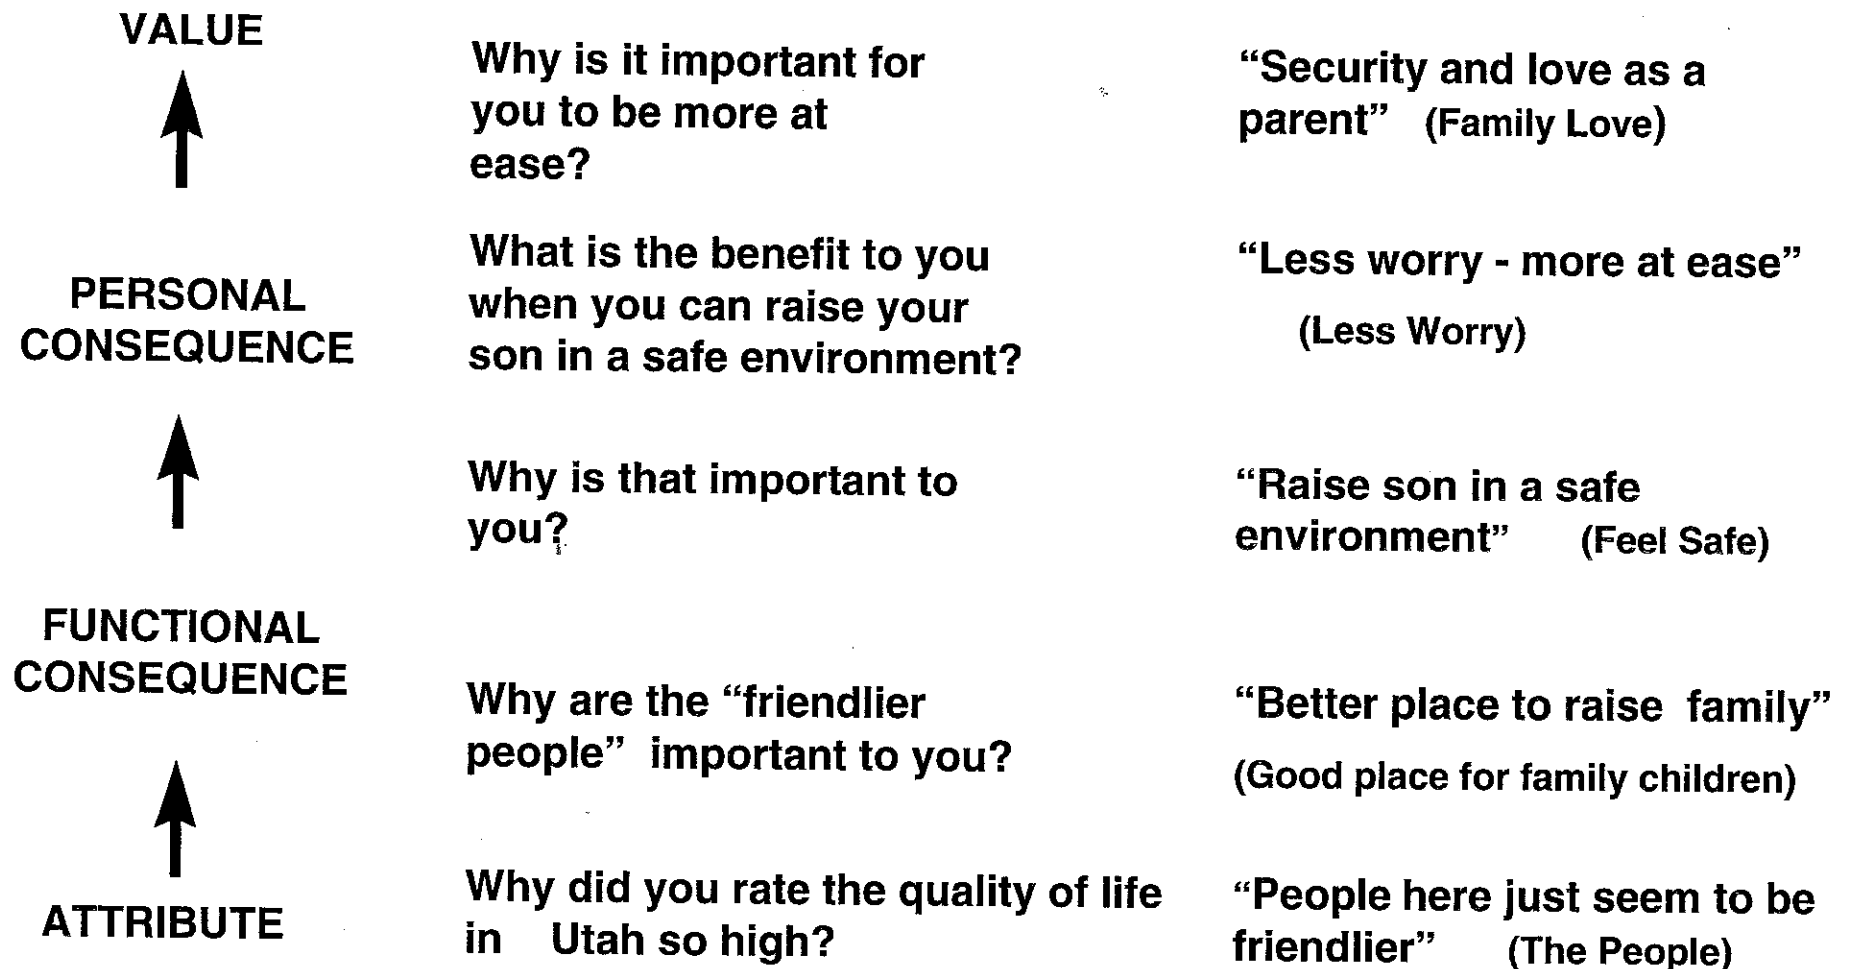 VALUE
Why is it important for
you to be more at
ease?
“Security and love as a
parent” (Family Love)
PERSONAL
CONSEQUENCE
What is the benefit to you
when you can raise your
son in a safe environment?
“Less worry - more at ease”
(Less Worry)
Why is that important to
you?
“Raise son in a safe
environment” (Feel Safe)
FUNCTIONAL
CONSEQUENCE
Why are the “friendlier
people” important to you?
“Better place to raise family”
(Good place for family children)
ATTRIBUTE
Why did you rate the quality of life
in Utah so high?
“People here just seem to be
friendlier” (The People)